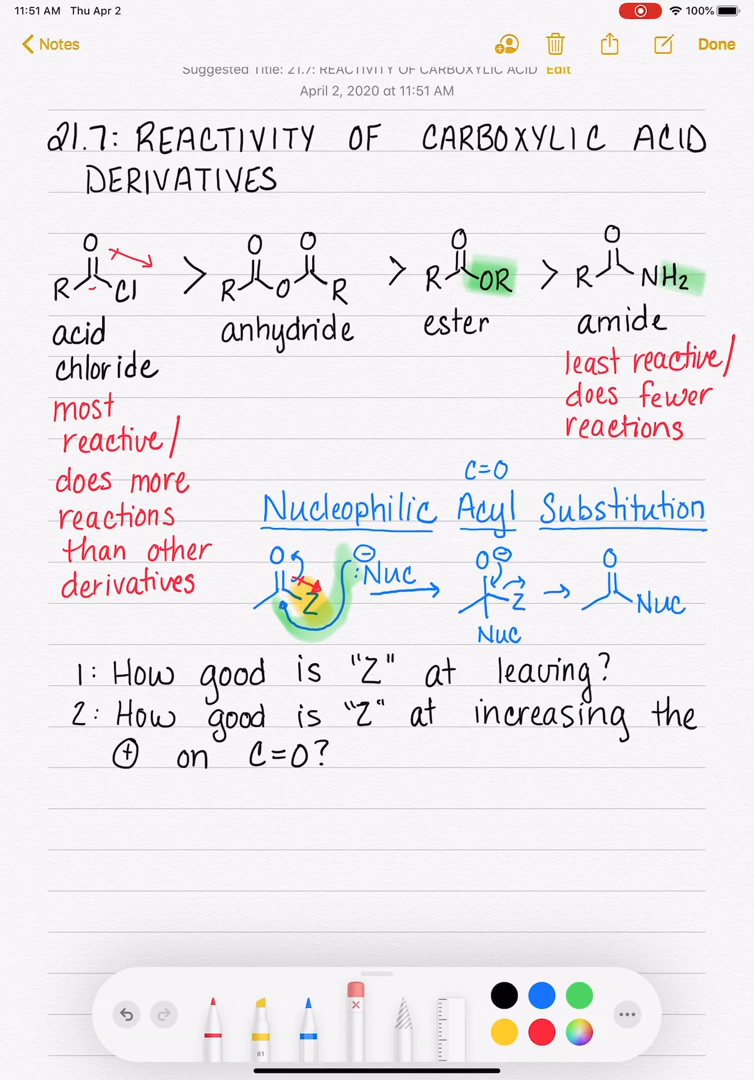 11:51 AM Thu Apr 2 100%
Notes Done
Suggested Title: 21.7: REACTIVITY OF CARBOXYLIC ACID Edit
April 2, 2020 at 11:51 AM
21.7: REACTIVITY OF CARBOXYLIC ACID
DERIVATIVES
O O O O O
R Cl > R O R > R OR > R NH2
acid chloride
anhydride
ester
amide
most
reactive/
does more
reactions
than other
derivatives
least reactive/
does fewer
reactions
C=O
Nucleophilic Acyl Substitution
O ⊖ O ⊖ O
Z :Nuc → Z → Nuc
Nuc
1: How good is "Z" at leaving?
2: How good is "Z" at increasing the
⊕ on C=O?
81